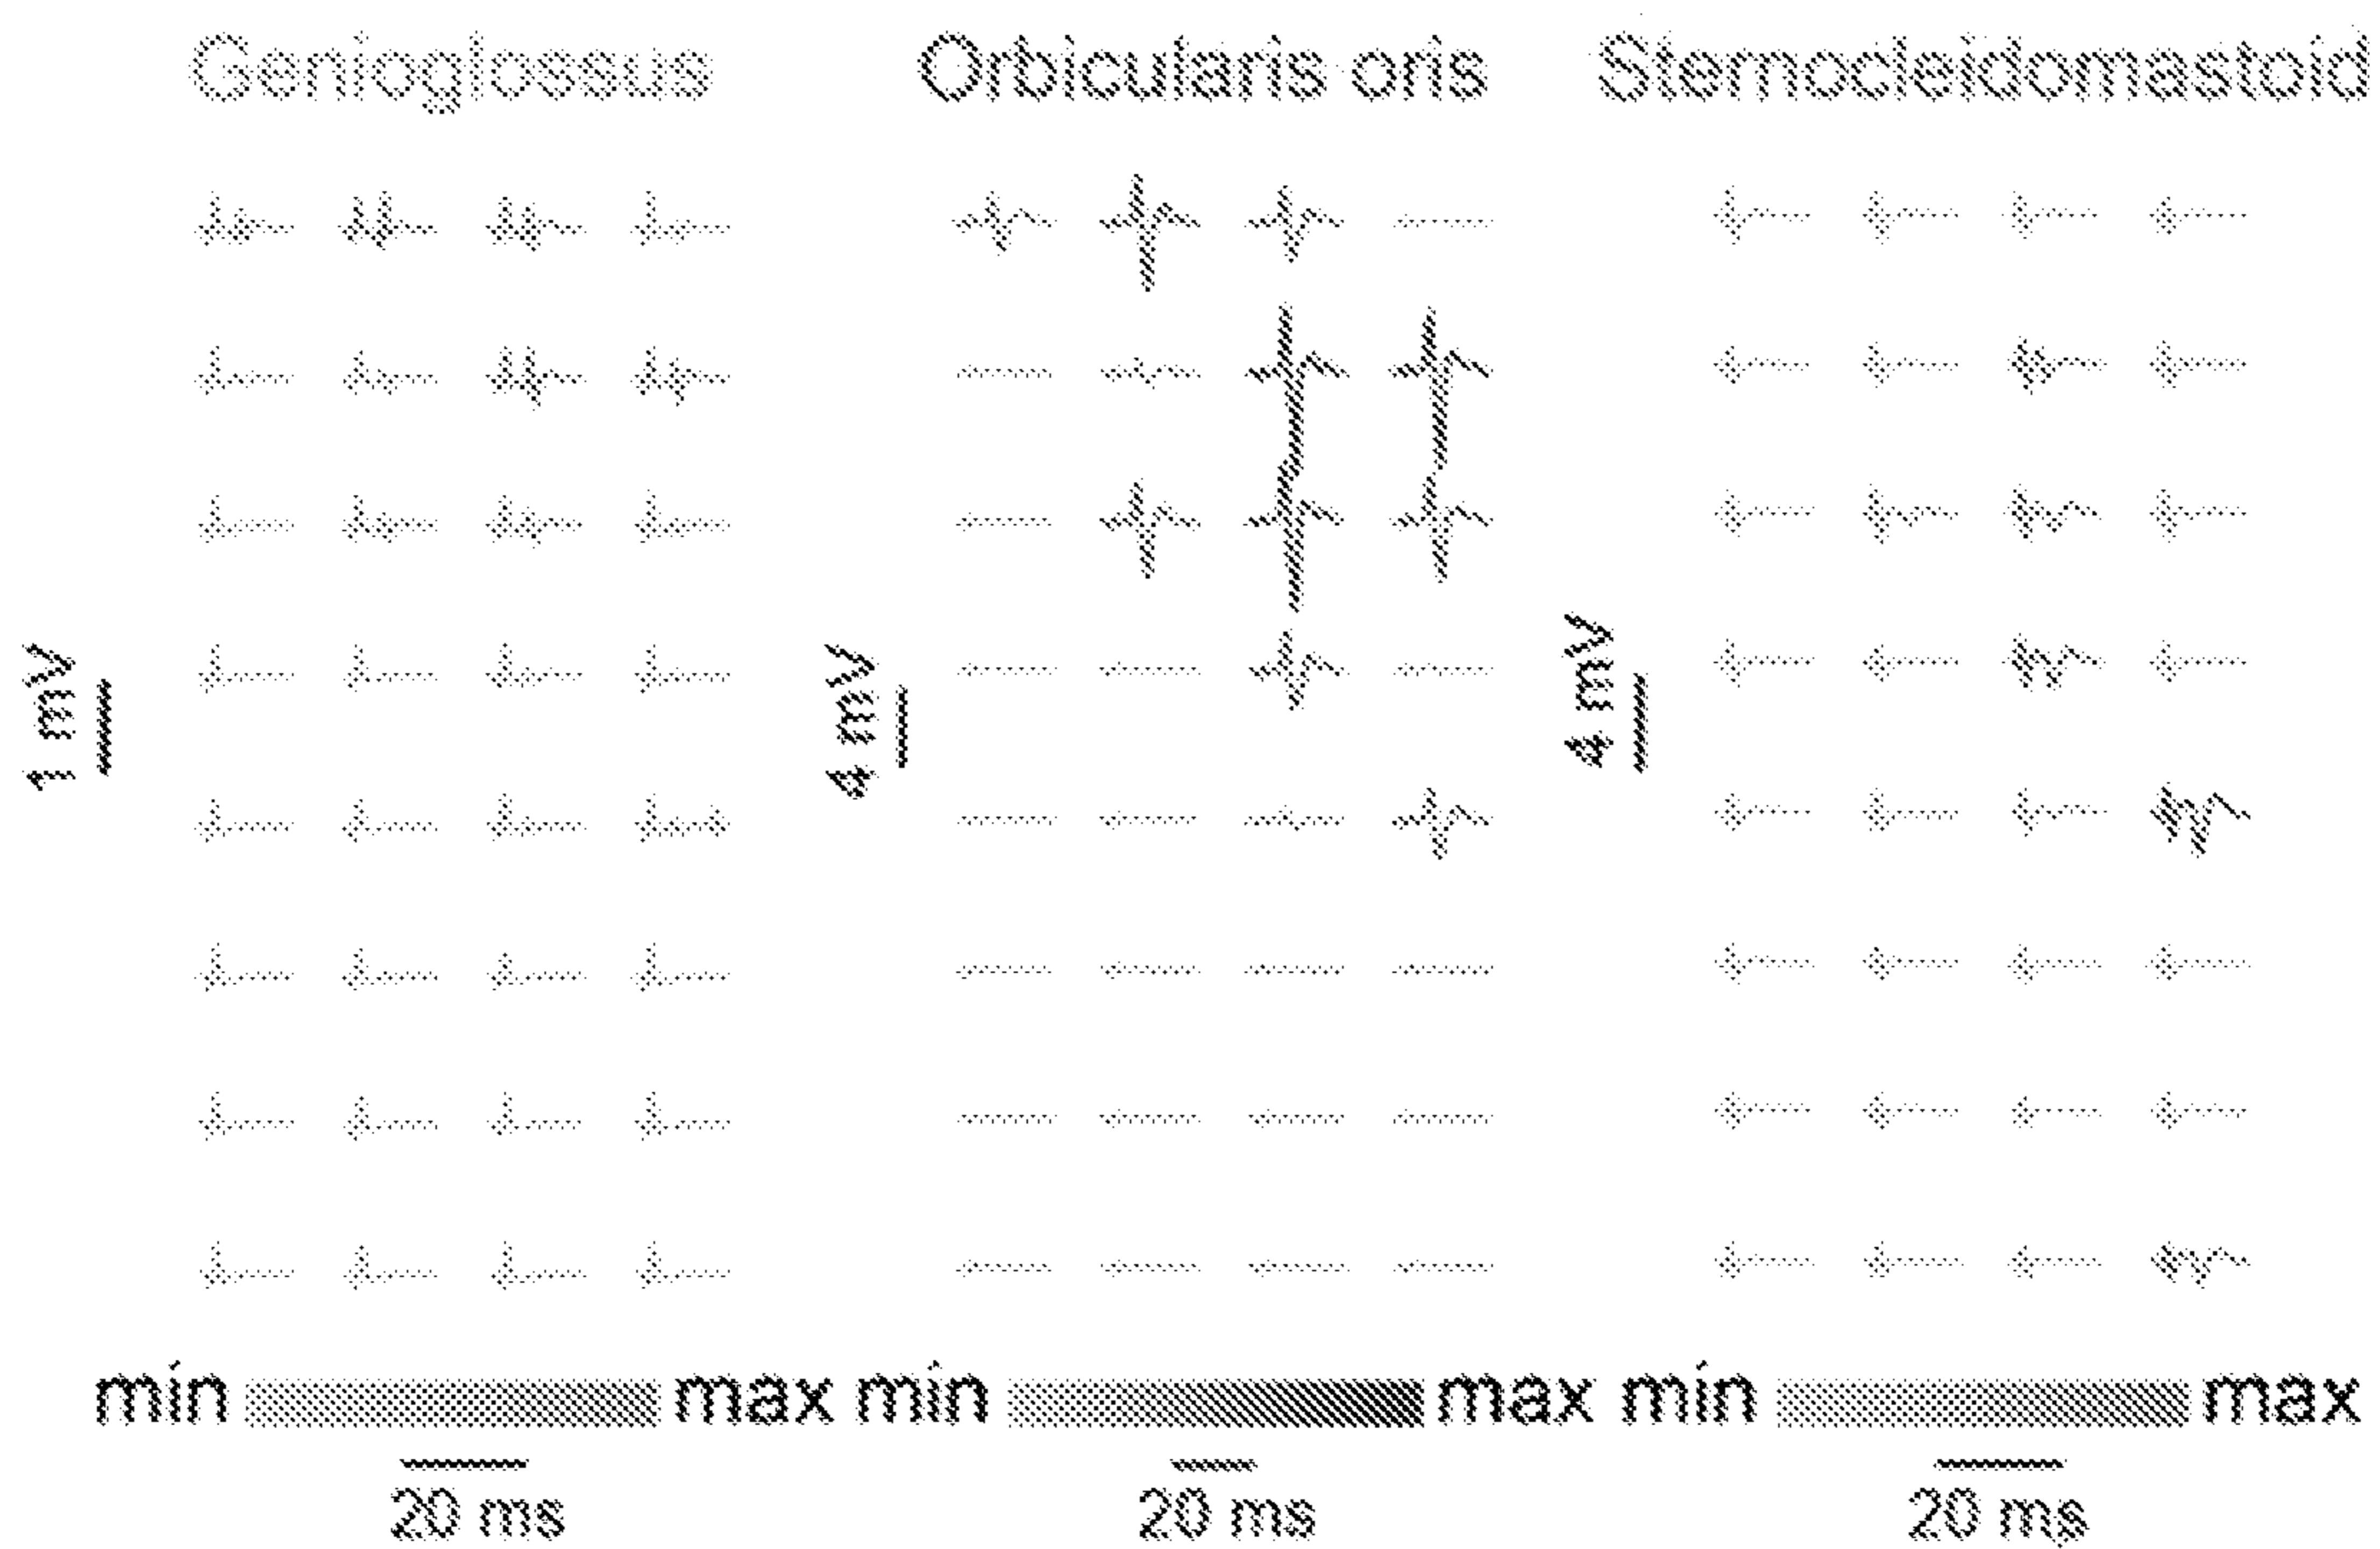 Genioglossus Orbicularis oris Sternocleidomastoid
1 mV 4 mV 4 mV
min max min max min max
20 ms 20 ms 20 ms